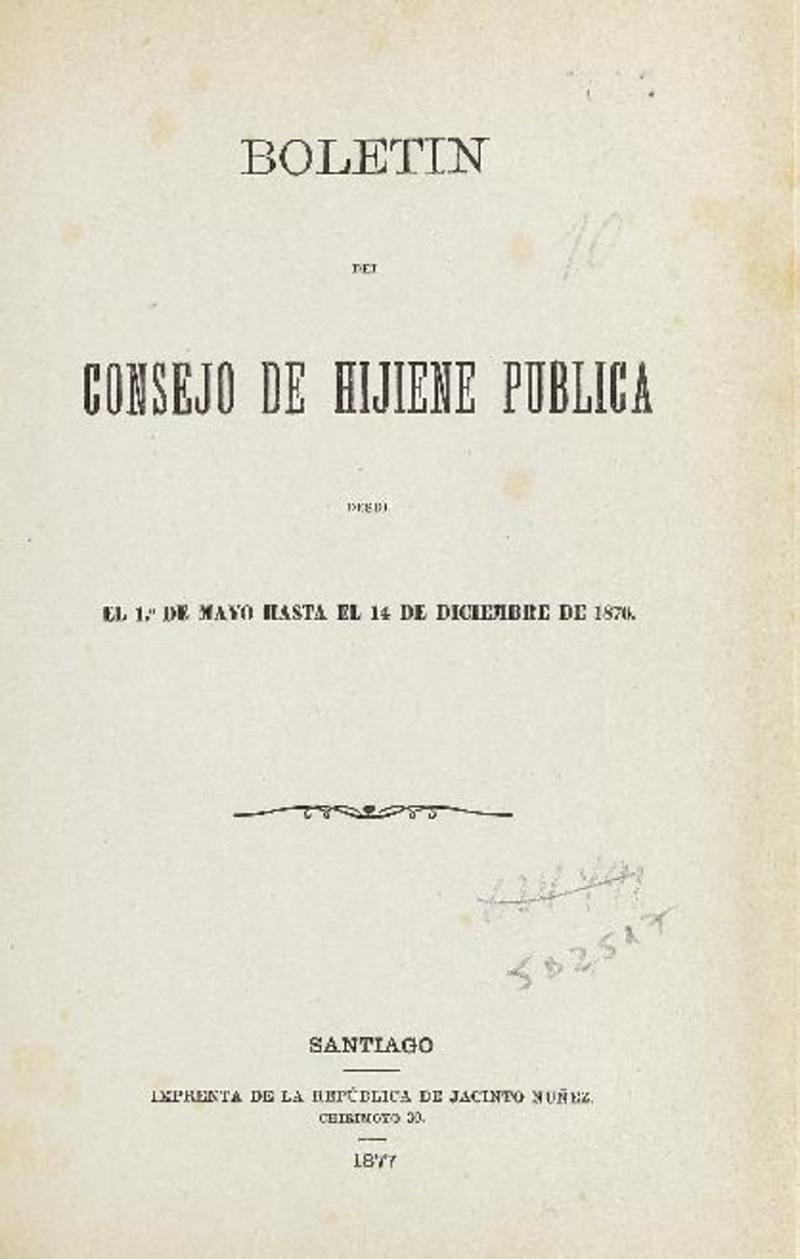 BOLETIN
10
DEL
CONSEJO DE HIJIENE PUBLICA
DESDE
EL 1.º DE MAYO HASTA EL 14 DE DICIEMBRE DE 1876.
SANTIAGO
IMPRENTA DE LA REPÚBLICA DE JACINTO NUÑEZ.
CHIRIMOYO 30.
1877